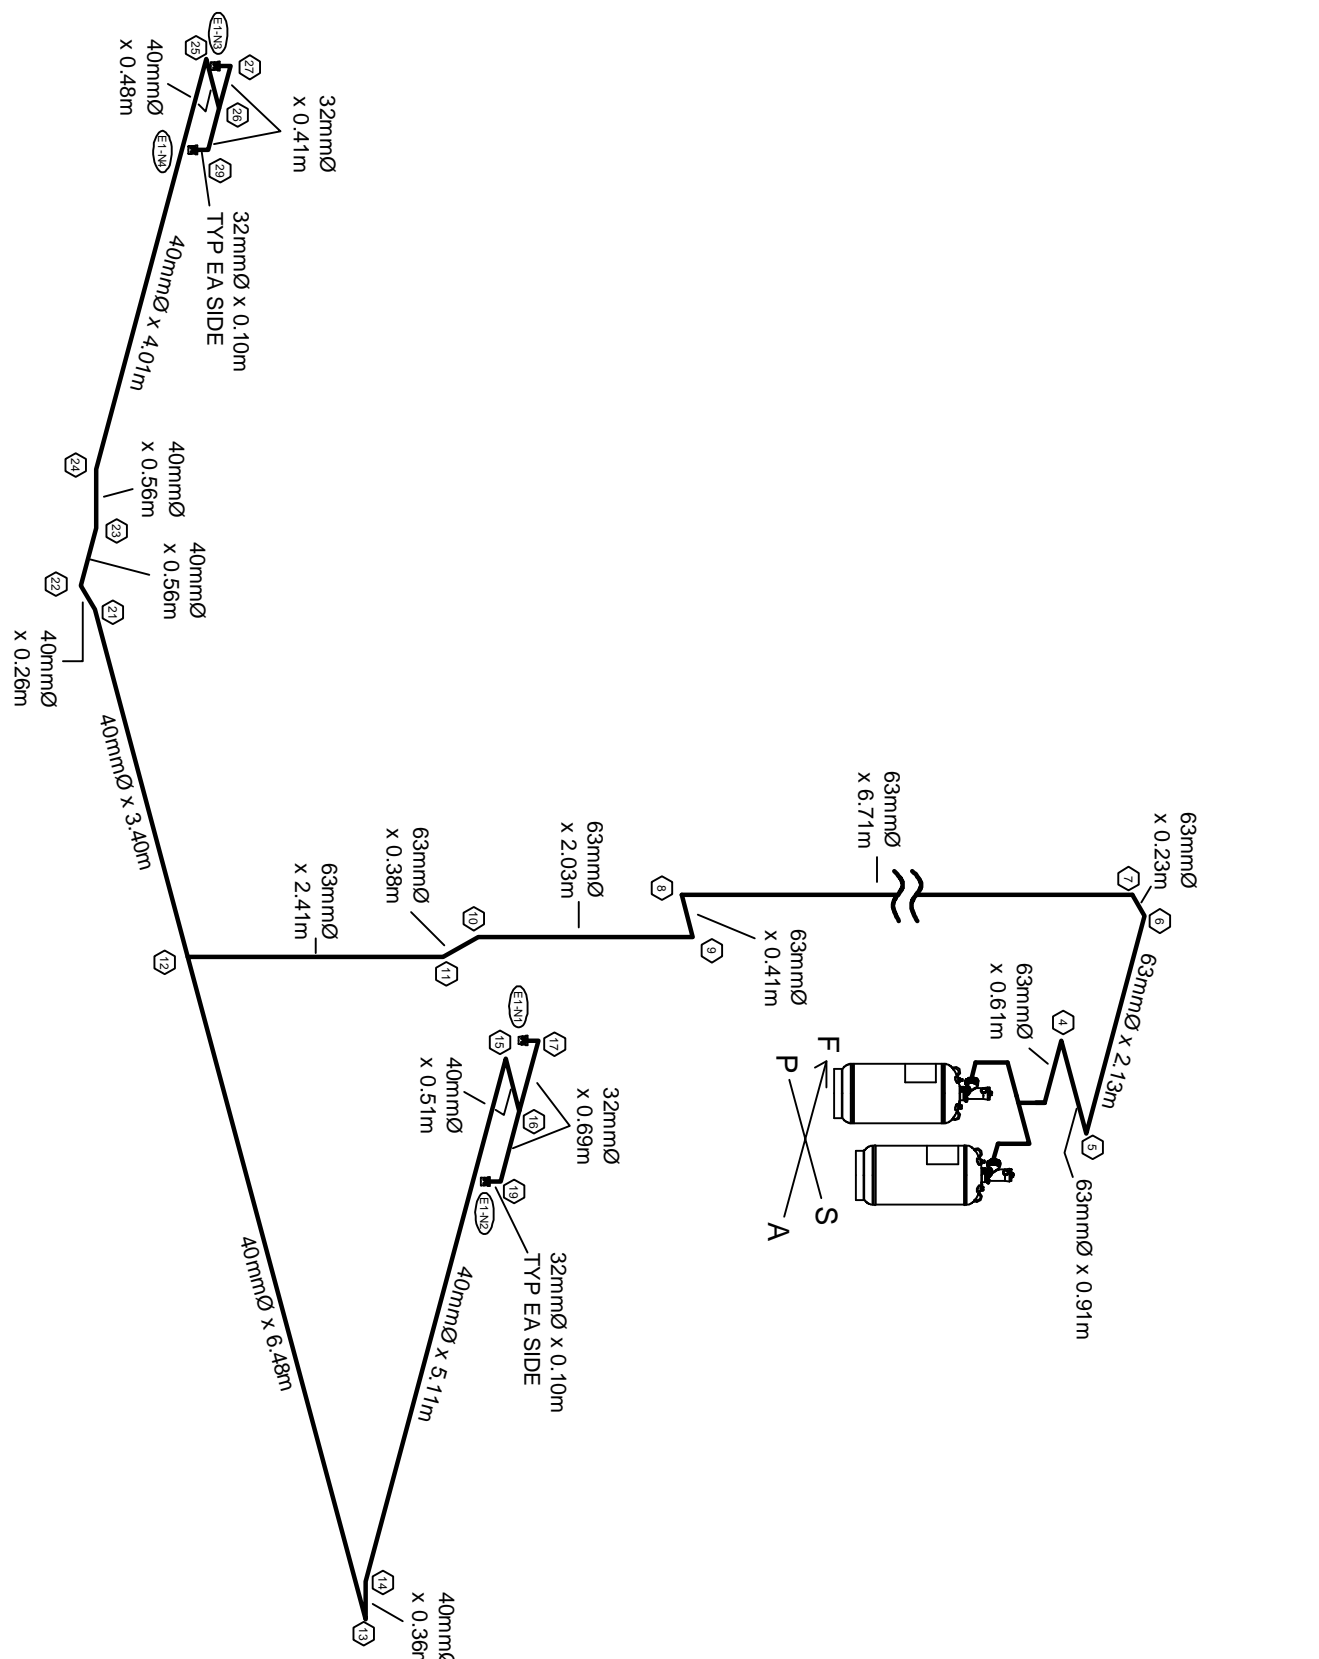 63mmØ
x 0.23m
7
6
63mmØ x 2.13m
5
63mmØ x 0.91m
4
63mmØ
x 0.61m
63mmØ
x 6.71m
8
9
63mmØ
x 0.41m
F
P
S
A
63mmØ
x 2.03m
10
11
63mmØ
x 0.38m
63mmØ
x 2.41m
12
E1-N1
17
15
16
32mmØ
x 0.69m
40mmØ
x 0.51m
19
E1-N2
32mmØ x 0.10m
TYP EA SIDE
40mmØ x 5.11m
14
13
40mmØ
x 0.36m
40mmØ x 6.48m
40mmØ x 3.40m
21
22
40mmØ
x 0.26m
40mmØ
x 0.56m
23
24
40mmØ
x 0.56m
40mmØ x 4.01m
E1-N3
25
27
26
32mmØ
x 0.41m
40mmØ
x 0.48m
E1-N4
29
32mmØ x 0.10m
TYP EA SIDE